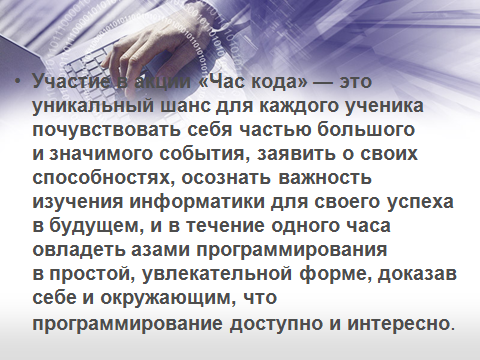 • Участие в акции «Час кода» — это
уникальный шанс для каждого ученика
почувствовать себя частью большого
и значимого события, заявить о своих
способностях, осознать важность
изучения информатики для своего успеха
в будущем, и в течение одного часа
овладеть азами программирования
в простой, увлекательной форме, доказав
себе и окружающим, что
программирование доступно и интересно.